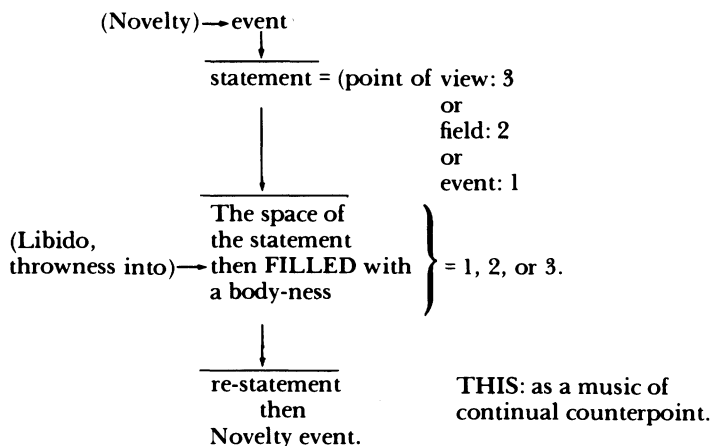 (Novelty)→event
statement = (point of view: 3
or
field: 2
or
event: 1
The space of
the statement
(Libido,
throwness into)→then FILLED with
a body-ness
= 1, 2, or 3.
re-statement
then
Novelty event.
THIS: as a music of
continual counterpoint.